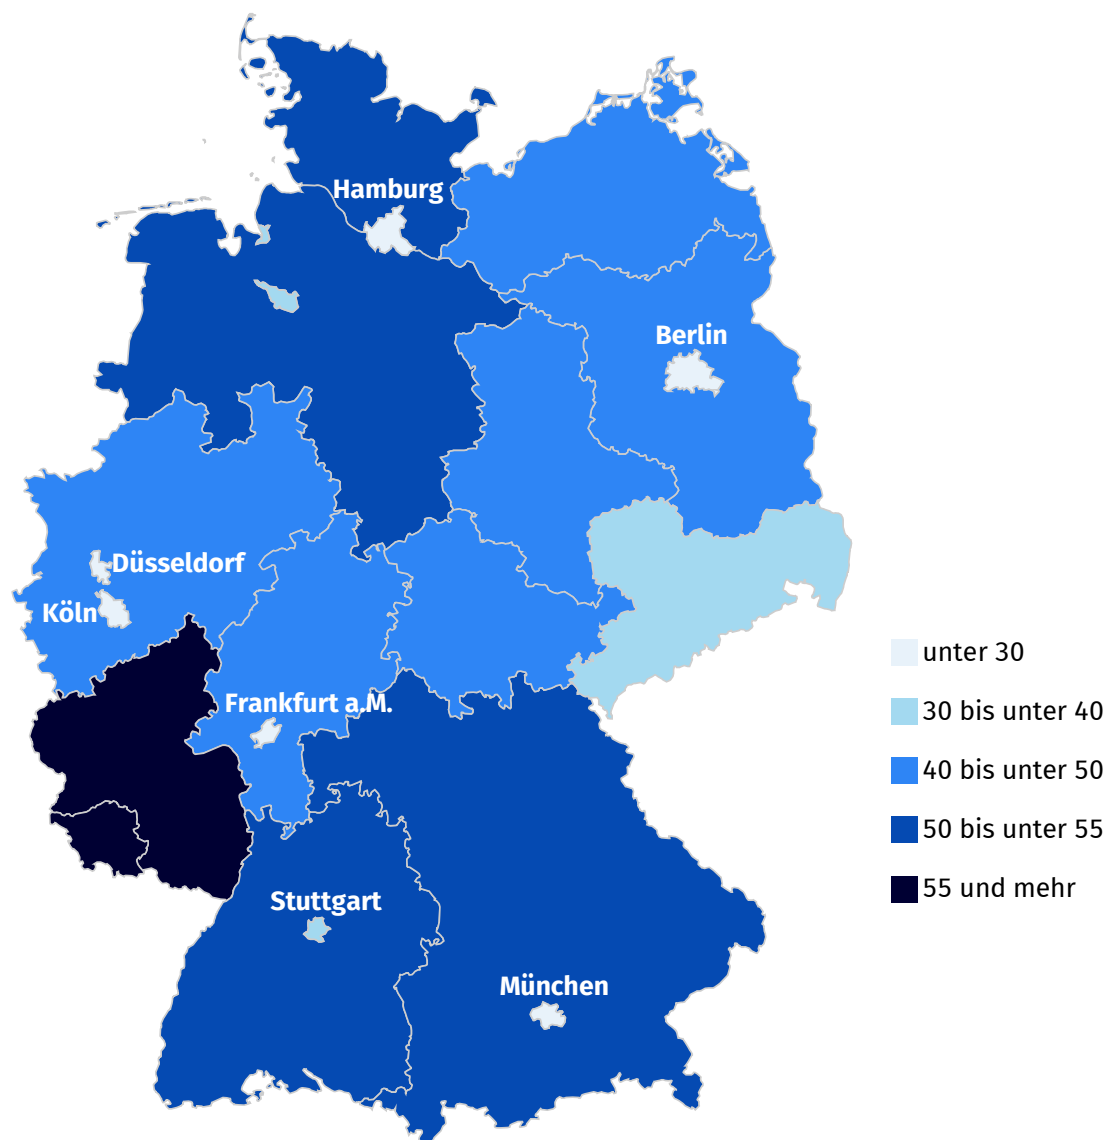 Hamburg
Berlin
Düsseldorf
Köln
Frankfurt a.M.
Stuttgart
München
unter 30
30 bis unter 40
40 bis unter 50
50 bis unter 55
55 und mehr